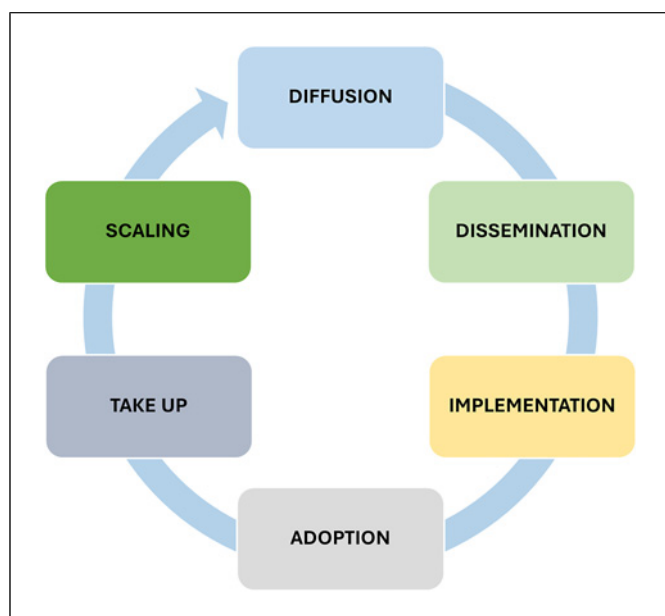 DIFFUSION
DISSEMINATION
IMPLEMENTATION
ADOPTION
TAKE UP
SCALING